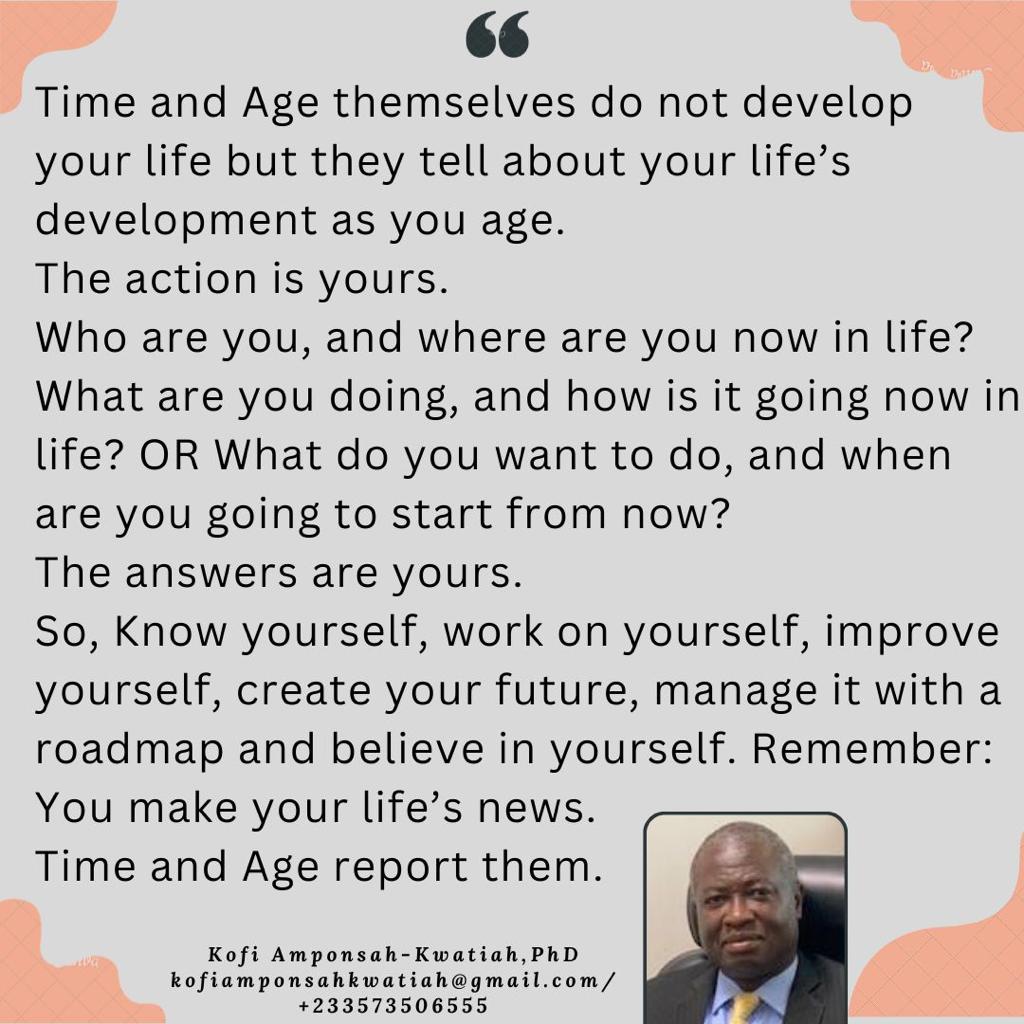 Time and Age themselves do not develop
your life but they tell about your life’s
development as you age.
The action is yours.
Who are you, and where are you now in life?
What are you doing, and how is it going now in
life? OR What do you want to do, and when
are you going to start from now?
The answers are yours.
So, Know yourself, work on yourself, improve
yourself, create your future, manage it with a
roadmap and believe in yourself. Remember:
You make your life’s news.
Time and Age report them.
Kofi Amponsah-Kwatiah,PhD
kofiamponsahkwatiah@gmail.com/
+233573506555